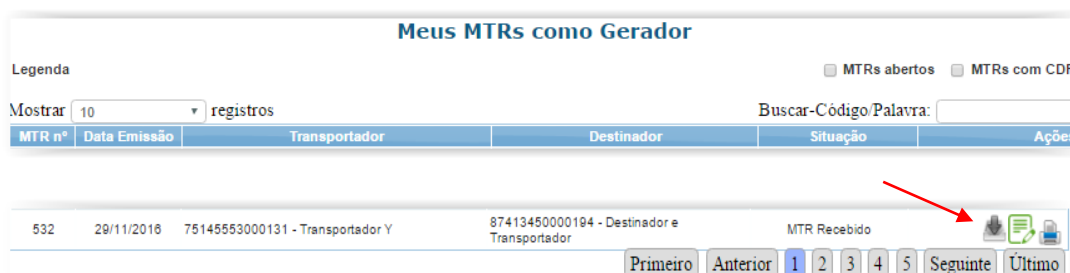 Meus MTRs como Gerador
Legenda MTRs abertos MTRs com CDF
Mostrar 10 registros Buscar-Código/Palavra:
MTR nº Data Emissão Transportador Destinador Situação Açõe
532 29/11/2016 75145553000131 - Transportador Y 87413450000194 - Destinador e Transportador MTR Recebido
Primeiro Anterior 1 2 3 4 5 Seguinte Último